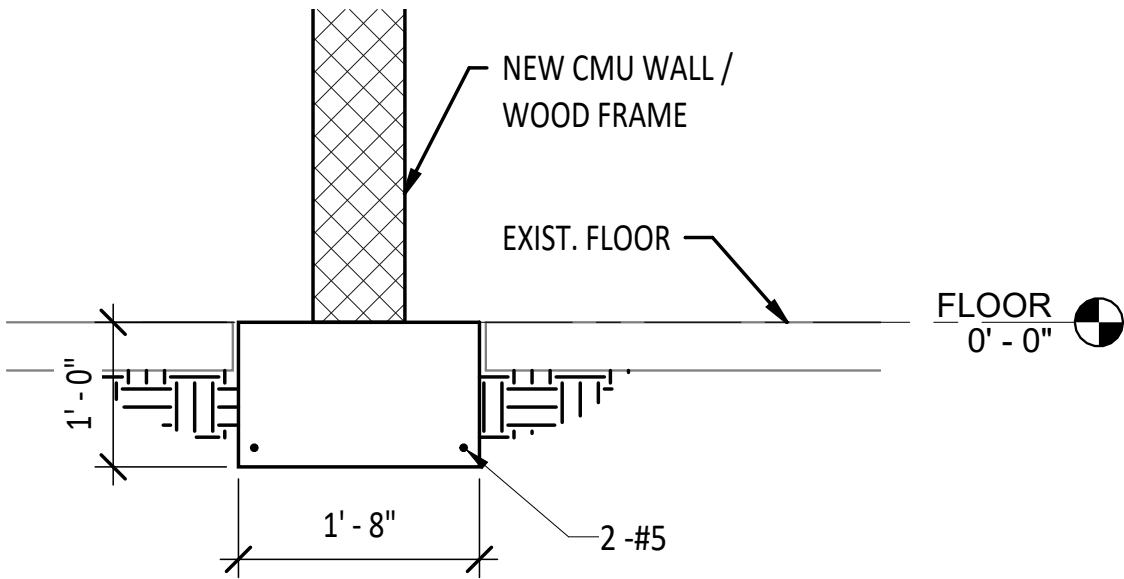 NEW CMU WALL /
WOOD FRAME
EXIST. FLOOR
FLOOR
0' - 0"
1' - 0"
1' - 8"
2 -#5